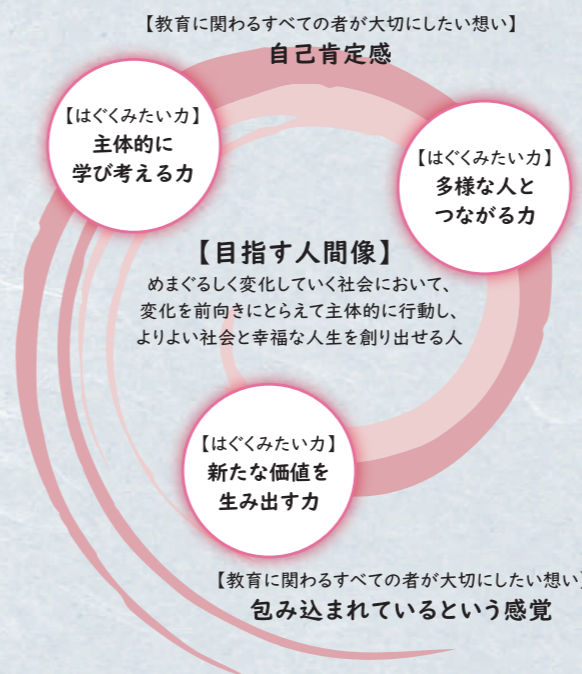 【教育に関わるすべての者が大切にしたい想い】
自己肯定感
【はぐくみたい力】
主体的に
学び考える力
【はぐくみたい力】
多様な人と
つながる力
【目指す人間像】
めまぐるしく変化していく社会において、
変化を前向きにとらえて主体的に行動し、
よりよい社会と幸福な人生を創り出せる人
【はぐくみたい力】
新たな価値を
生み出す力
【教育に関わるすべての者が大切にしたい想い】
包み込まれているという感覚